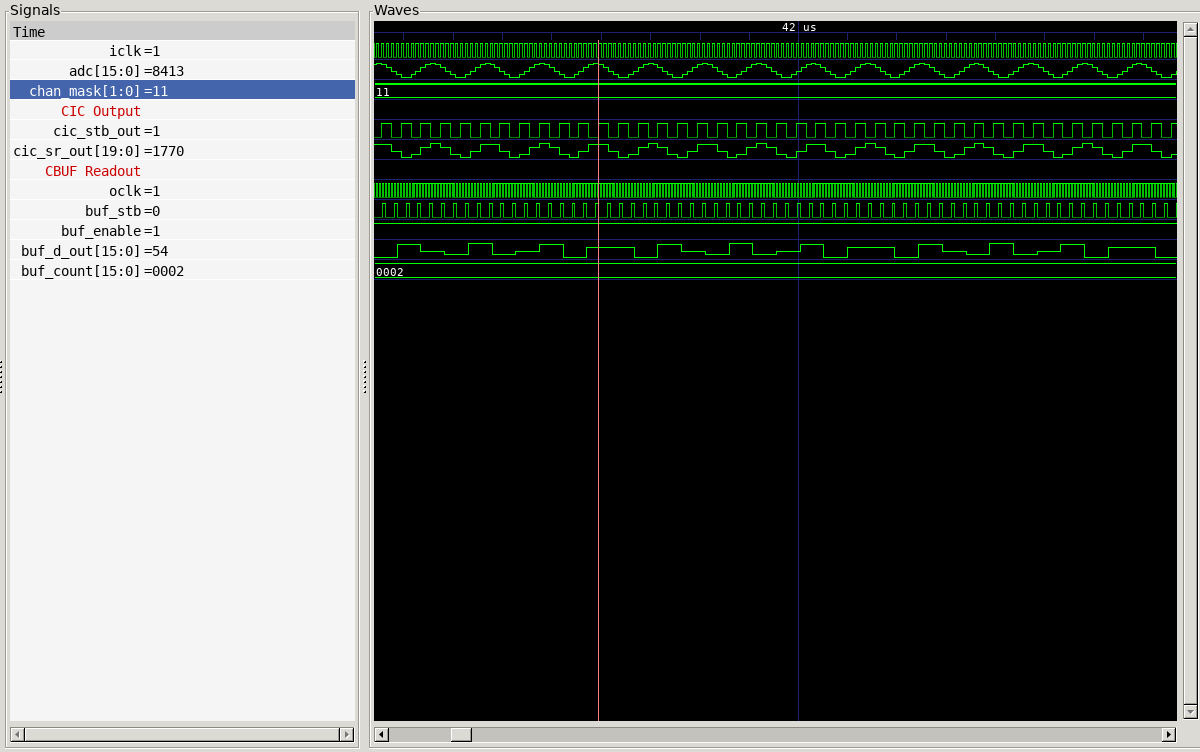 Signals
Waves
Time
42 us
iclk=1
adc[15:0]=8413
chan_mask[1:0]=11
11
CIC Output
cic_stb_out=1
cic_sr_out[19:0]=1770
CBUF Readout
oclk=1
buf_stb=0
buf_enable=1
buf_d_out[15:0]=54
buf_count[15:0]=0002
0002